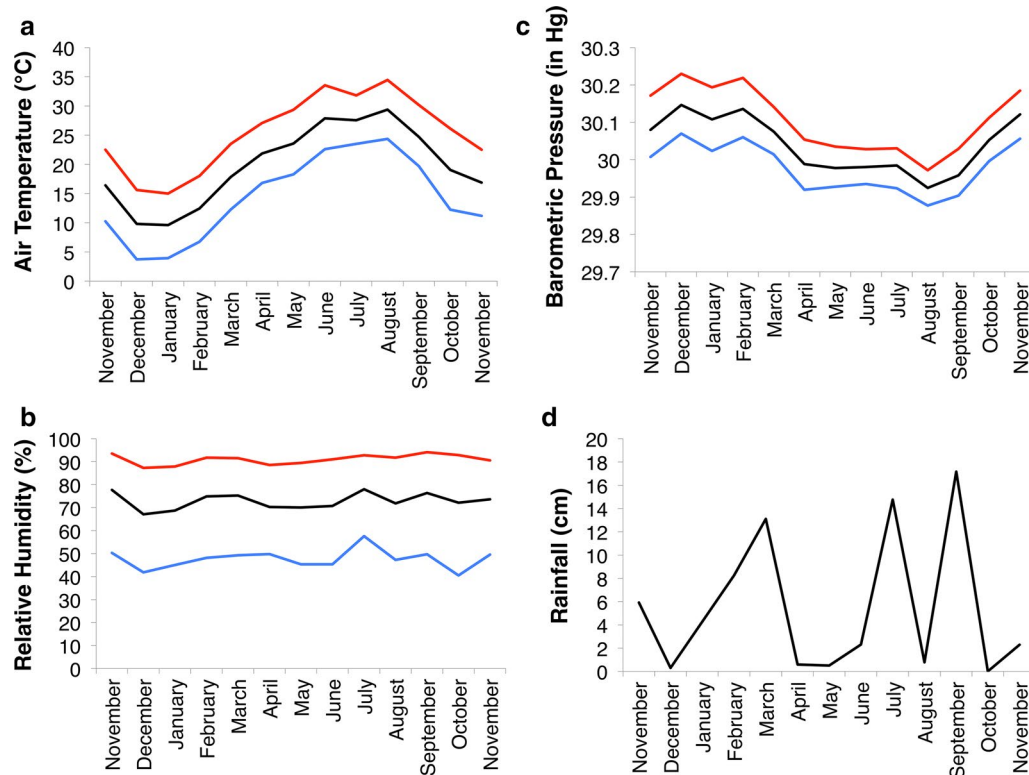 a
Air Temperature (°C)
40
35
30
25
20
15
10
5
0
November
December
January
February
March
April
May
June
July
August
September
October
November
c
Barometric Pressure (in Hg)
30.3
30.2
30.1
30
29.9
29.8
29.7
November
December
January
February
March
April
May
June
July
August
September
October
November
b
Relative Humidity (%)
100
90
80
70
60
50
40
30
20
10
0
November
December
January
February
March
April
May
June
July
August
September
October
November
d
Rainfall (cm)
20
18
16
14
12
10
8
6
4
2
0
November
December
January
February
March
April
May
June
July
August
September
October
November